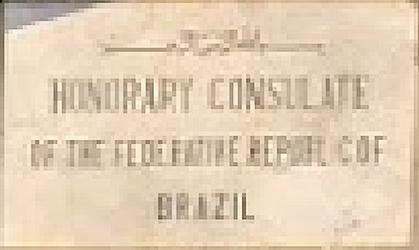 HONORARY CONSULATE
OF THE FEDERATIVE REPUBLIC OF
BRAZIL